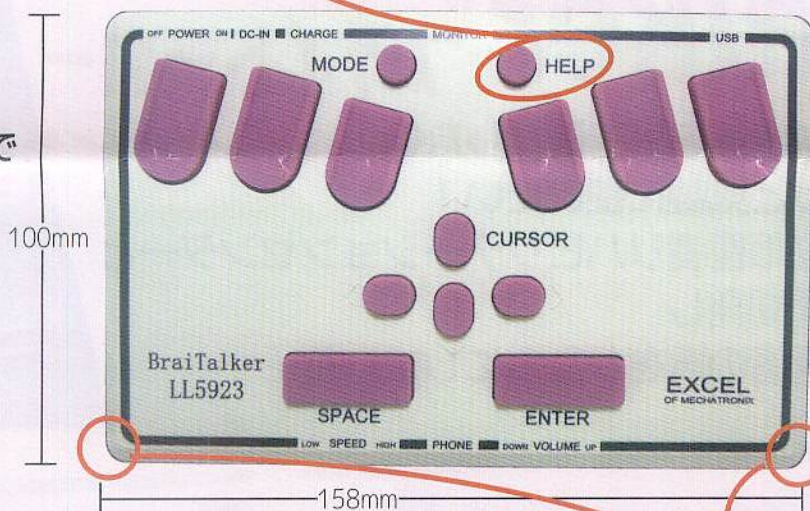 OFF POWER ON DC-IN CHARGE MONITOR USB
MODE HELP
100mm
CURSOR
BraiTalker
LL5923
EXCEL
OF MECHATRONIX
SPACE ENTER
LOW SPEED HIGH PHONE DOWN VOLUME UP
158mm